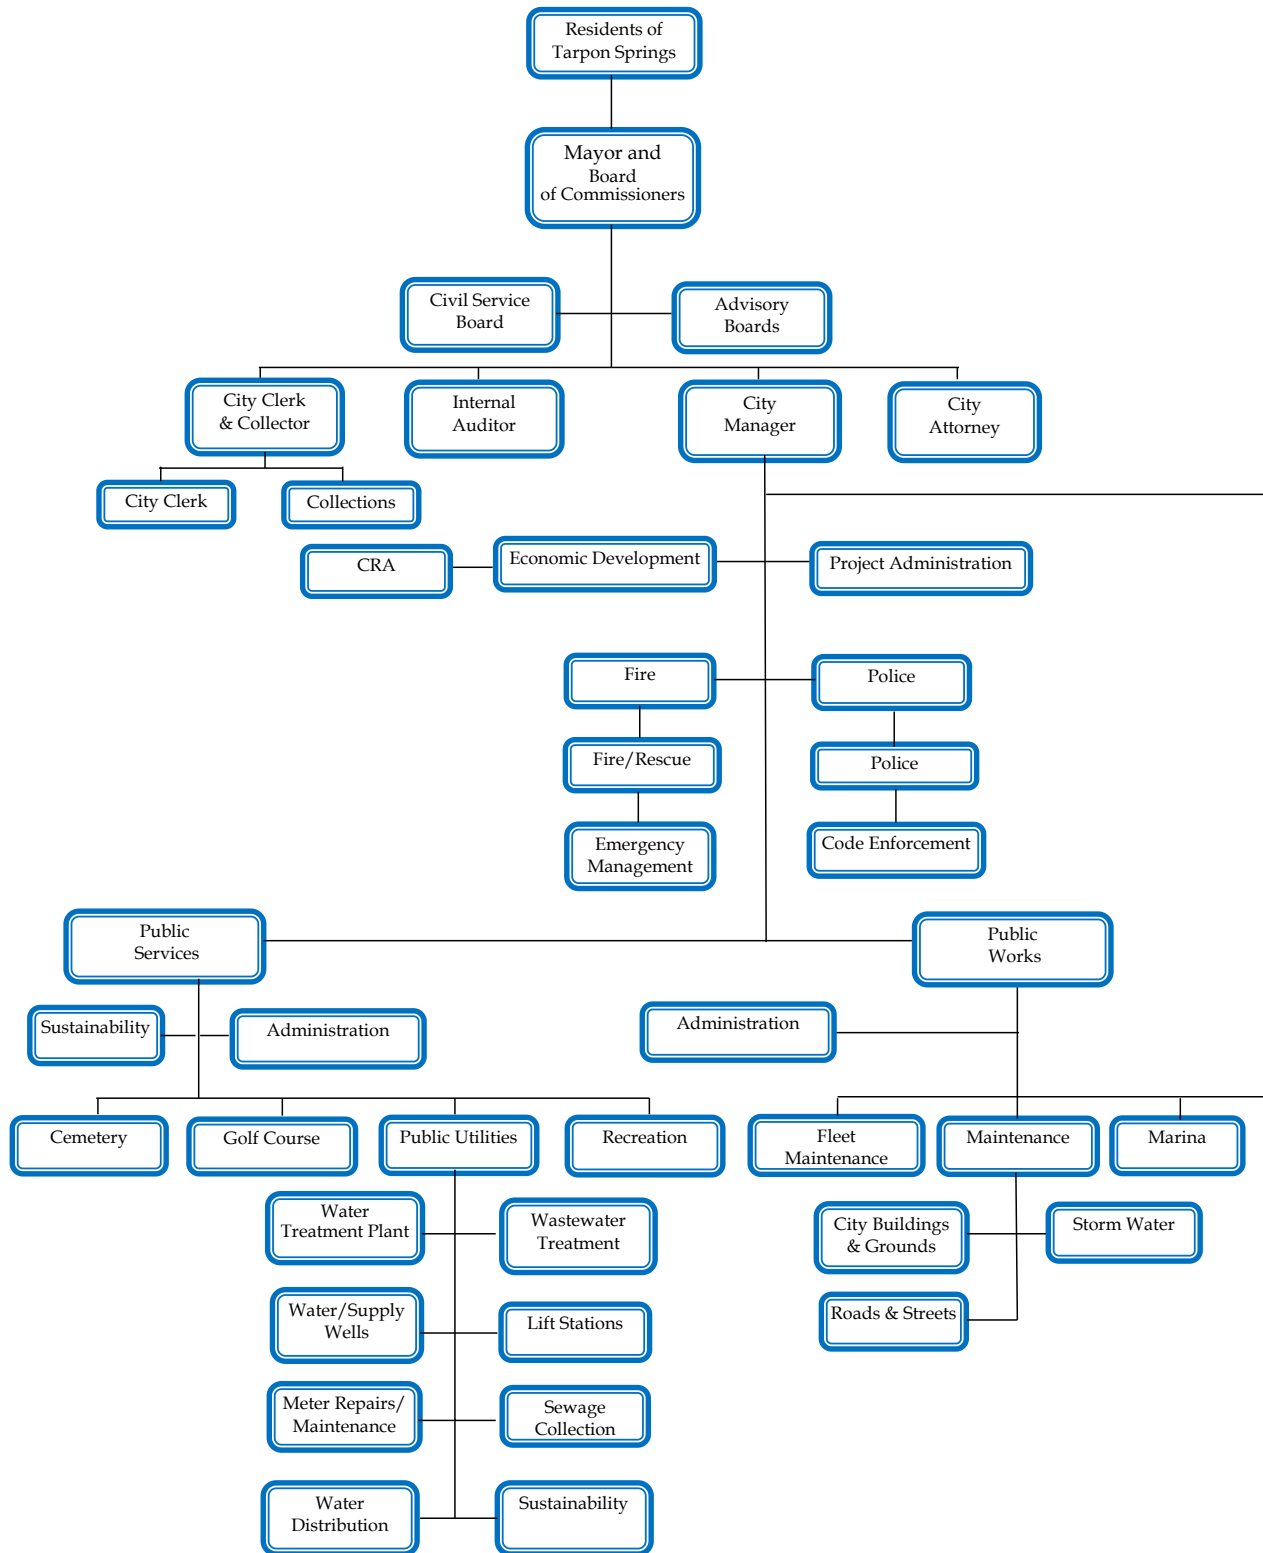 Residents of
Tarpon Springs
Mayor and
Board
of Commissioners
Civil Service
Board
Advisory
Boards
City Clerk
& Collector
Internal
Auditor
City
Manager
City
Attorney
City Clerk
Collections
CRA
Economic Development
Project Administration
Fire
Police
Fire/Rescue
Police
Emergency
Management
Code Enforcement
Public
Services
Public
Works
Sustainability
Administration
Administration
Cemetery
Golf Course
Public Utilities
Recreation
Fleet
Maintenance
Maintenance
Marina
Water
Treatment Plant
Wastewater
Treatment
City Buildings
& Grounds
Storm Water
Water/Supply
Wells
Lift Stations
Roads & Streets
Meter Repairs/
Maintenance
Sewage
Collection
Water
Distribution
Sustainability